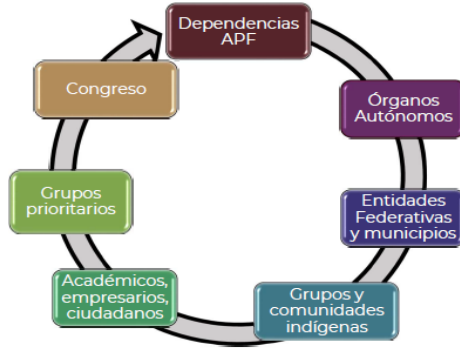 Dependencias
APF
Órganos
Autónomos
Entidades
Federativas
y municipios
Grupos y
comunidades
indígenas
Académicos,
empresarios,
ciudadanos
Grupos
prioritarios
Congreso